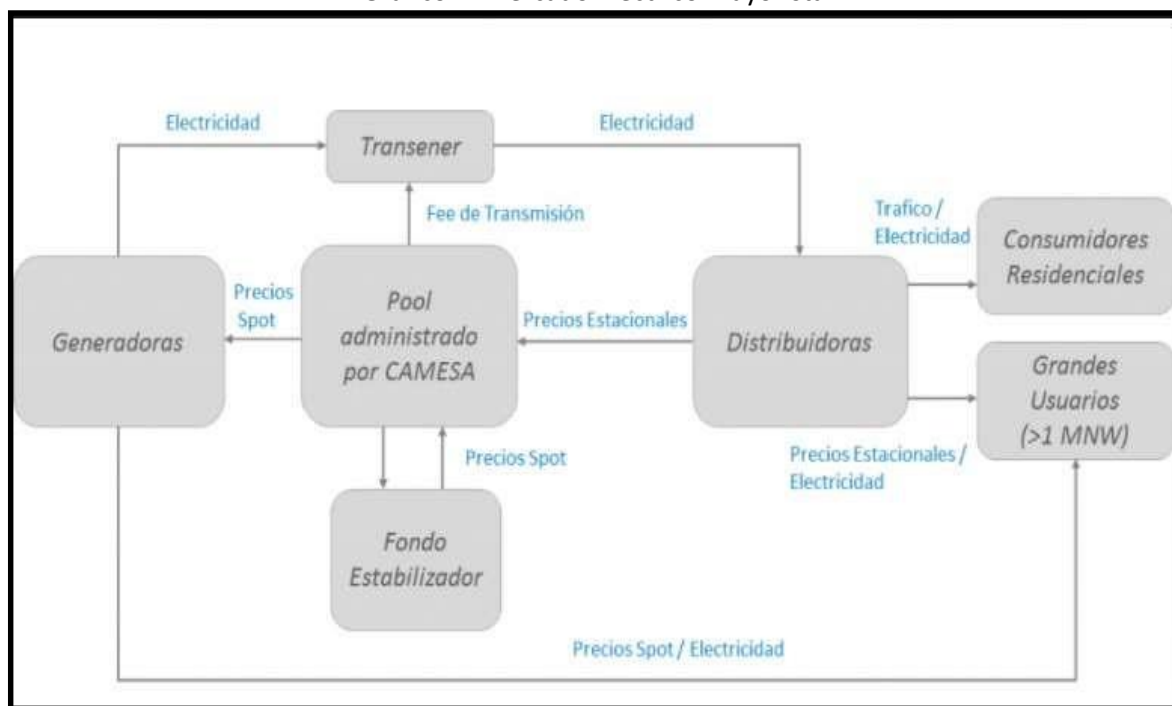 Electricidad
Transener
Electricidad
Fee de Transmisión
Trafico /
Electricidad
Consumidores
Residenciales
Generadoras
Precios
Spot
Pool
administrado
por CAMESA
Precios Estacionales
Distribuidoras
Grandes
Usuarios
(>1 MNW)
Precios Spot
Precios Estacionales /
Electricidad
Fondo
Estabilizador
Precios Spot / Electricidad